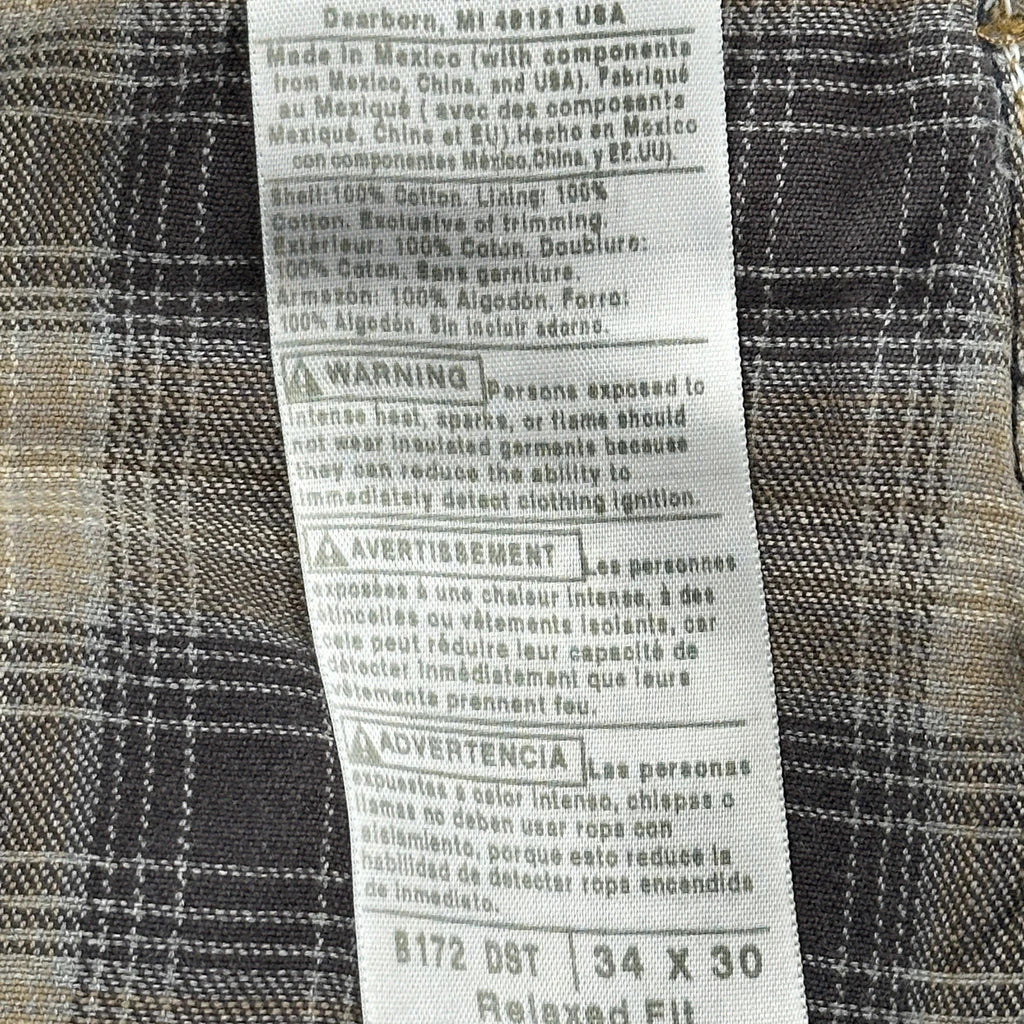 Dearborn, MI 48121 USA
Made in Mexico (with components
from Mexico, China, and USA). Fabriqué
au Mexiqué ( avec des composants
Mexiqué, Chine et EU).Hecho en Mexico
con componentes México,China, y EE.UU).
Shell: 100% Cotton. Lining: 100%
Cotton. Exclusive of trimming.
Extérieur: 100% Coton. Doublure:
100% Coton. Sans garniture.
Armazón: 100% Algodón. Forro:
100% Algodón. Sin incluir adorno.
WARNING Persons exposed to
intense heat, sparks, or flame should
not wear insulated garments because
they can reduce the ability to
immediately detect clothing ignition.
AVERTISSEMENT Les personnes
exposées à une chaleur intense, à des
étincelles ou vêtements isolants, car
cela peut réduire leur capacité de
détecter immédiatement que leurs
vêtements prennent feu.
ADVERTENCIA Las personas
expuestas a calor intenso, chispas o
flamas no deben usar ropa con
aislamiento, porque esto reduce la
habilidad de detectar ropa encendida
de inmediato.
B172 DST 34 X 30
Relaxed Fit